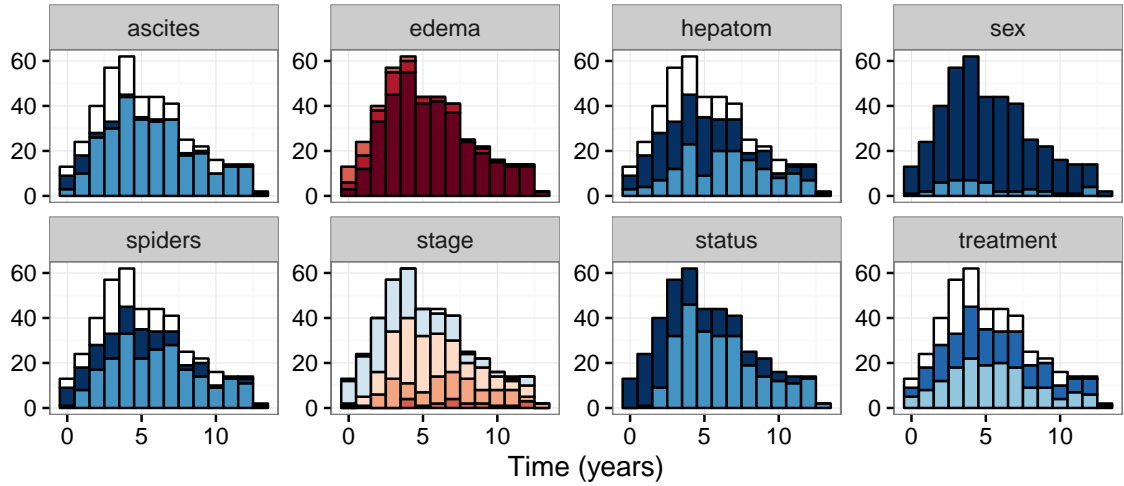 ascites edema hepatom sex
60
40
20
0
spiders stage status treatment
60
40
20
0
0 5 10 0 5 10 0 5 10 0 5 10
Time (years)